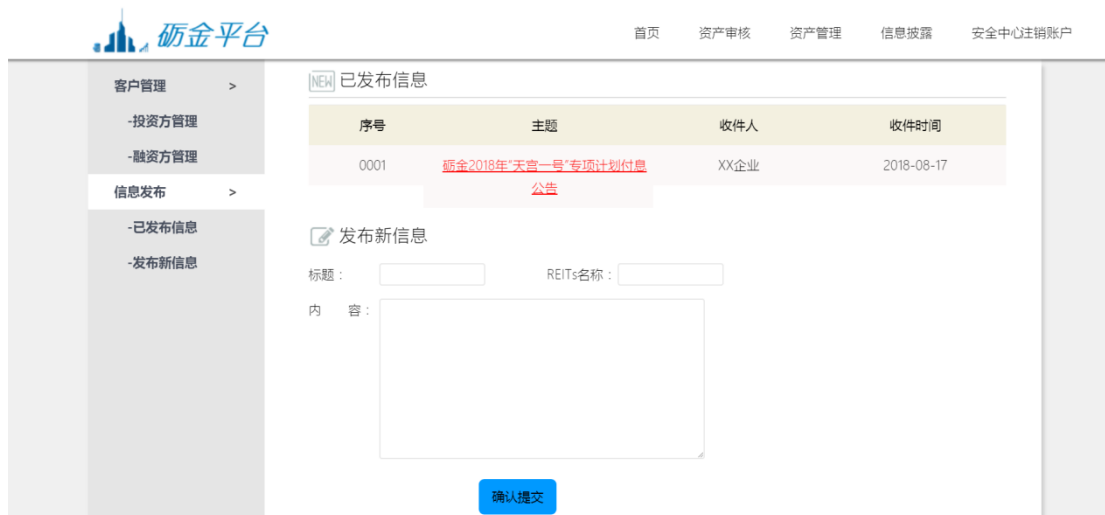 砺金平台
首页 资产审核 资产管理 信息披露 安全中心注销账户
客户管理 >
-投资方管理
-融资方管理
信息发布 >
-已发布信息
-发布新信息
NEW 已发布信息
序号 主题 收件人 收件时间
0001 砺金2018年“天宫一号”专项计划付息 XX企业 2018-08-17
公告
发布新信息
标题： REITs名称：
内 容：
确认提交